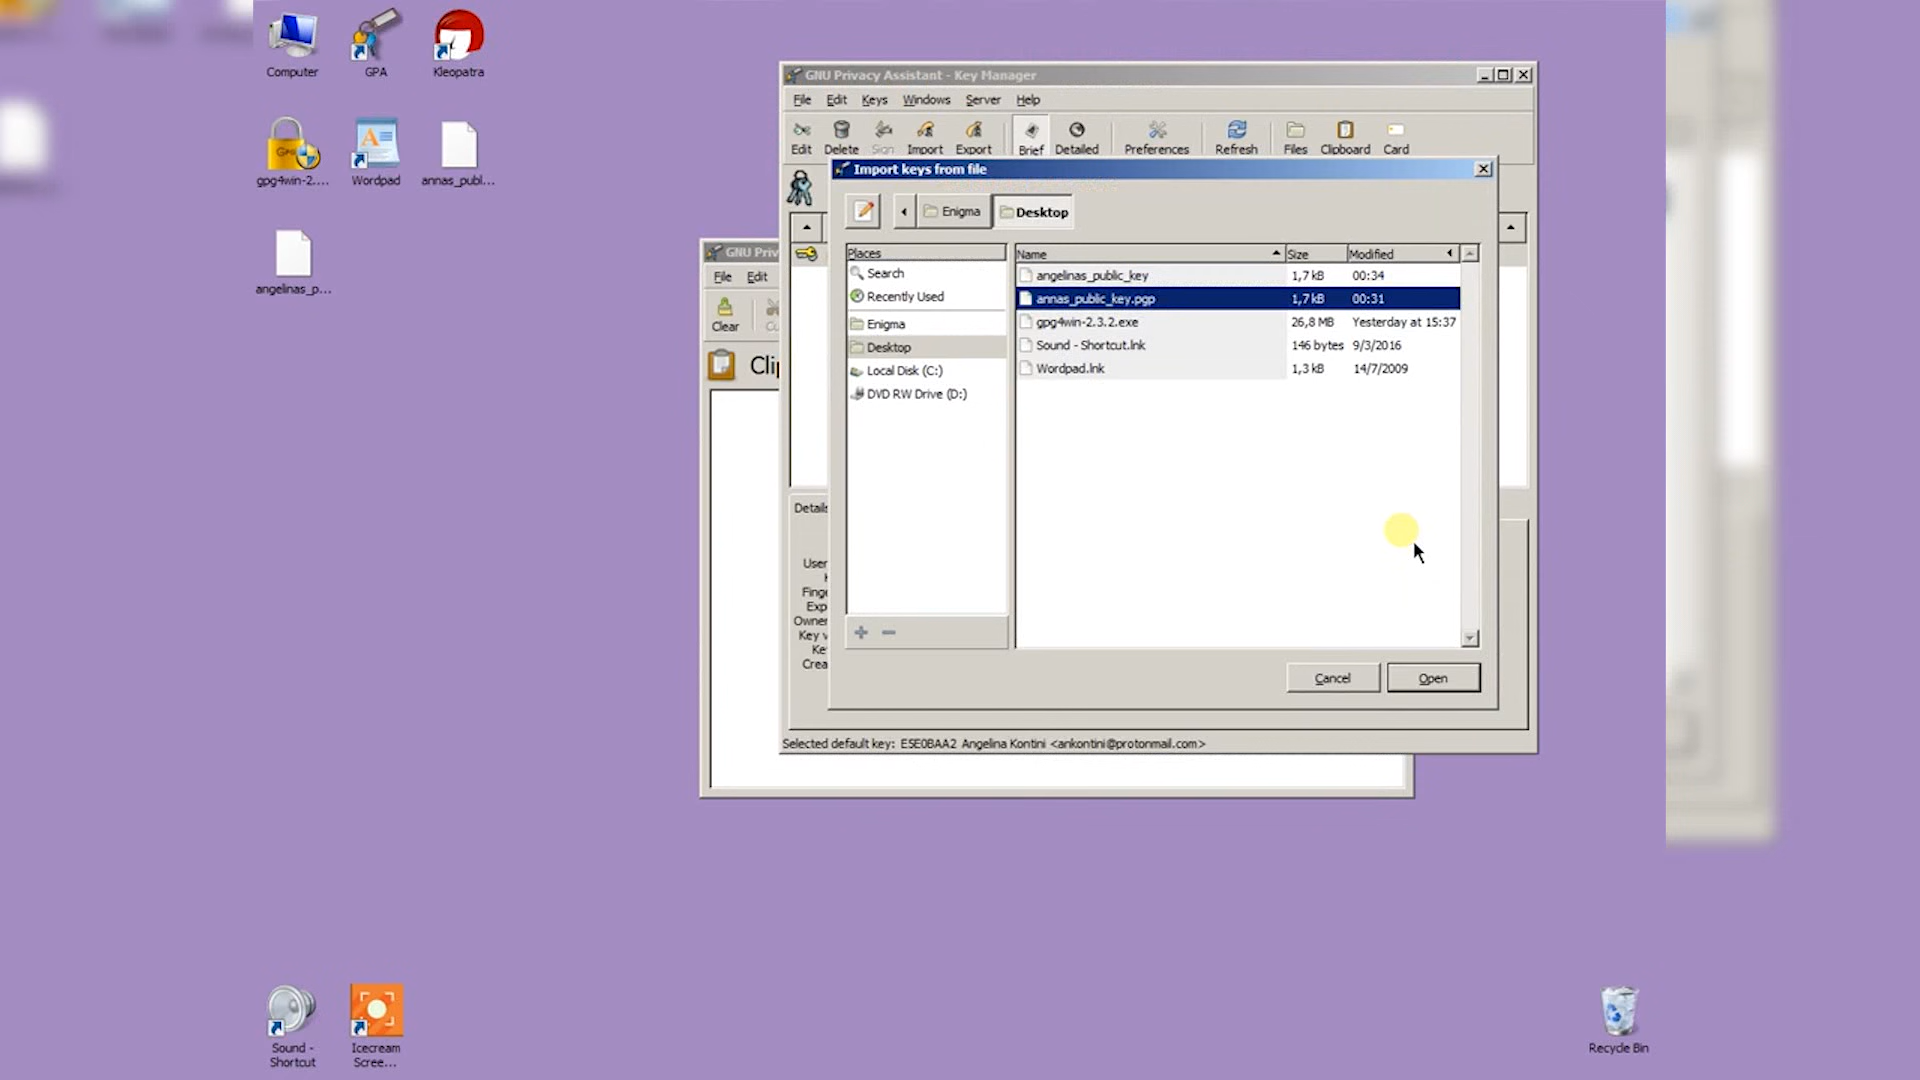 Computer
GPA
Kleopatra
gpg4win-2....
Wordpad
annas_publ...
angelinas_p...
GNU Privacy Assistant - Key Manager
File Edit Keys Windows Server Help
Edit Delete Sign Import Export Brief Detailed Preferences Refresh Files Clipboard Card
Import keys from file
Enigma Desktop
GNU Priv
File Edit
Clear
Places
Search
Recently Used
Enigma
Desktop
Local Disk (C:)
DVD RW Drive (D:)
Name Size Modified
angelinas_public_key 1,7 kB 00:34
annas_public_key.pgp 1,7 kB 00:31
gpg4win-2.3.2.exe 26,8 MB Yesterday at 15:37
Sound - Shortcut.lnk 146 bytes 9/3/2016
Wordpad.lnk 1,3 kB 14/7/2009
Details
User
Finge
Exp
Owner
Key v
Ke
Crea
Cancel Open
Selected default key: E5E0BAA2 Angelina Kontini <ankontini@protonmail.com>
Sound -
Shortcut
Icecream
Scree...
Recycle Bin